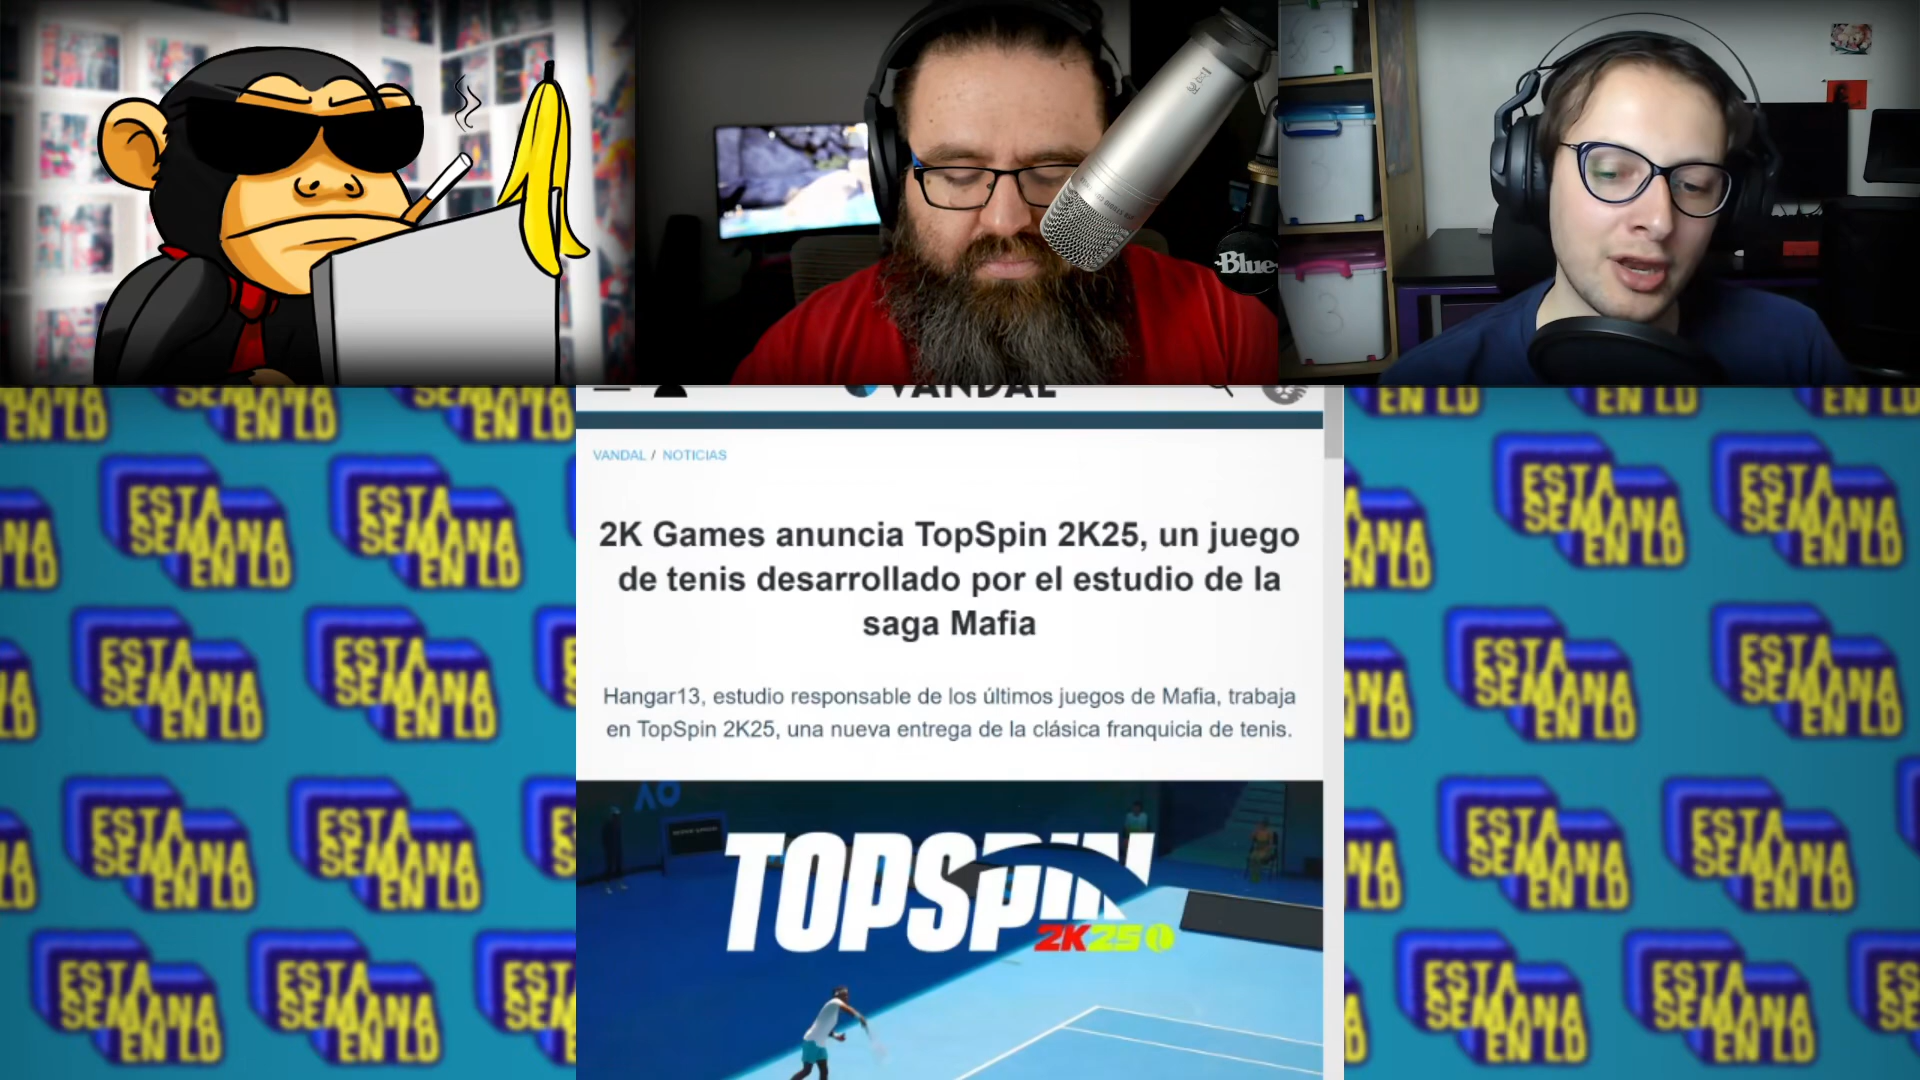 Blue
VANDAL
VANDAL / NOTICIAS
2K Games anuncia TopSpin 2K25, un juego
de tenis desarrollado por el estudio de la
saga Mafia
Hangar13, estudio responsable de los últimos juegos de Mafia, trabaja
en TopSpin 2K25, una nueva entrega de la clásica franquicia de tenis.
AO
TOPSPIN
2K25
ESTA
SEMANA
EN LD